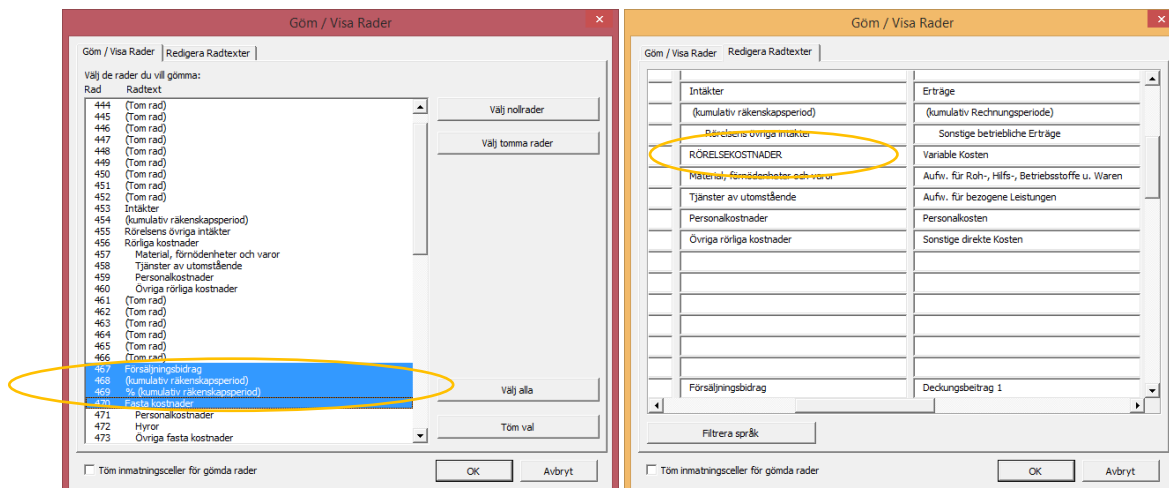 Göm / Visa Rader
×
Göm / Visa Rader
Redigera Radtexter
Välj de rader du vill gömma:
Rad Radtext
444 (Tom rad)
445 (Tom rad)
446 (Tom rad)
447 (Tom rad)
448 (Tom rad)
449 (Tom rad)
450 (Tom rad)
451 (Tom rad)
452 (Tom rad)
453 Intäkter
454 (kumulativ räkenskapsperiod)
455 Rörelsens övriga intäkter
456 Rörliga kostnader
457 Material, förnödenheter och varor
458 Tjänster av utomstående
459 Personalkostnader
460 Övriga rörliga kostnader
461 (Tom rad)
462 (Tom rad)
463 (Tom rad)
464 (Tom rad)
465 (Tom rad)
466 (Tom rad)
467 Försäljningsbidrag
468 (kumulativ räkenskapsperiod)
469 % (kumulativ räkenskapsperiod)
470 Fasta kostnader
471 Personalkostnader
472 Hyror
473 Övriga fasta kostnader
Välj nollrader
Välj tomma rader
Välj alla
Töm val
Töm inmatningsceller för gömda rader
OK
Avbryt
Göm / Visa Rader
×
Göm / Visa Rader
Redigera Radtexter
Intäkter Erträge
(kumulativ räkenskapsperiod) (kumulativ Rechnungsperiode)
Rörelsens övriga intäkter Sonstige betriebliche Erträge
RÖRELSEKOSTNADER Variable Kosten
Material, förnödenheter och varor Aufw. für Roh-, Hilfs-, Betriebsstoffe u. Waren
Tjänster av utomstående Aufw. für bezogene Leistungen
Personalkostnader Personalkosten
Övriga rörliga kostnader Sonstige direkte Kosten
Försäljningsbidrag Deckungsbeitrag 1
Filtrera språk
Töm inmatningsceller för gömda rader
OK
Avbryt